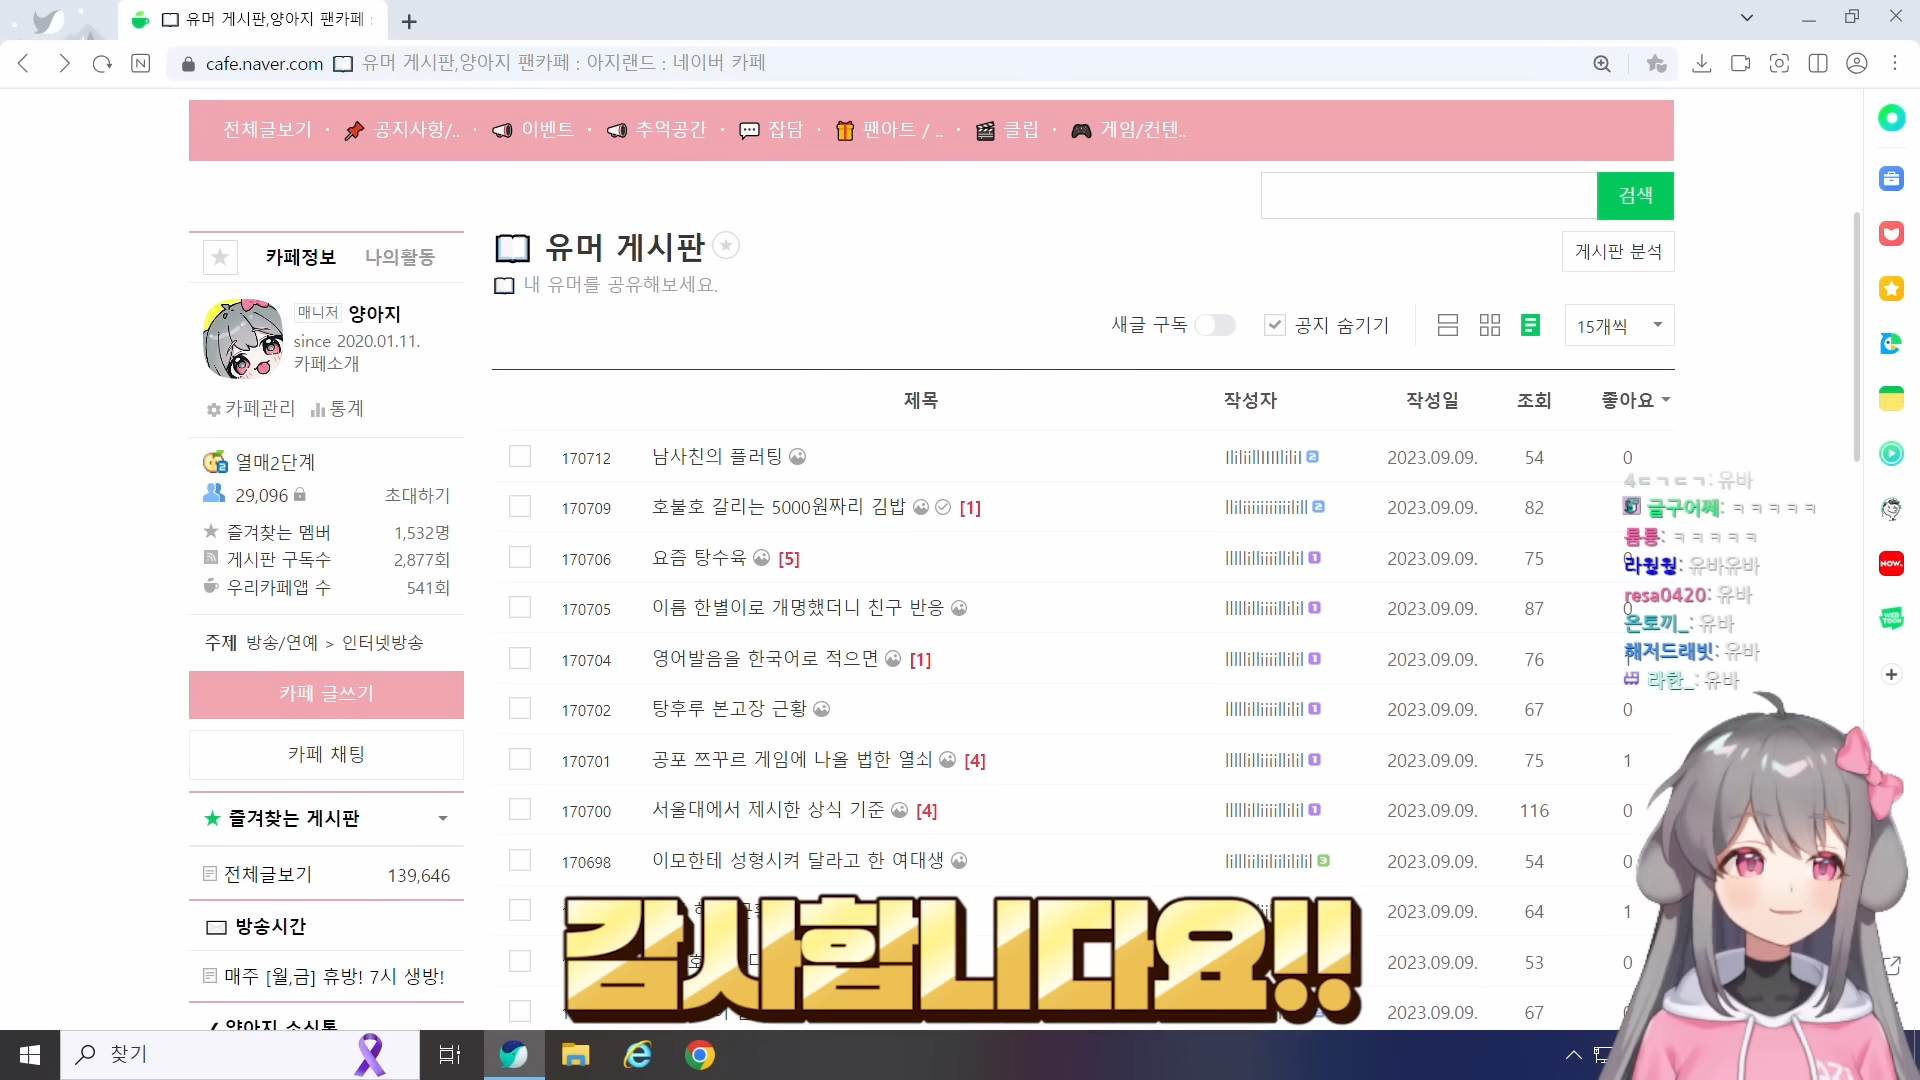 유머 게시판,양아지 팬카페 :
cafe.naver.com 유머 게시판,양아지 팬카페 : 아지랜드 : 네이버 카페
전체글보기 · 공지사항/.. · 이벤트 · 추억공간 · 잡담 · 팬아트 / .. · 클립 · 게임/컨텐..
검색
카페정보 나의활동
유머 게시판
게시판 분석
내 유머를 공유해보세요.
매니저 양아지
since 2020.01.11.
카페소개
새글 구독 공지 숨기기 15개씩
카페관리 통계
열매2단계
29,096 초대하기
즐겨찾는 멤버 1,532명
게시판 구독수 2,877회
우리카페앱 수 541회
주제 방송/연예 > 인터넷방송
카페 글쓰기
카페 채팅
즐겨찾는 게시판
전체글보기 139,646
방송시간
매주 [월,금] 휴방! 7시 생방!
양아지 소식통
제목 작성자 작성일 조회 좋아요
170712 남사친의 플러팅 2023.09.09. 54 0
170709 호불호 갈리는 5000원짜리 김밥 [1] 2023.09.09. 82
170706 요즘 탕수육 [5] 2023.09.09. 75
170705 이름 한별이로 개명했더니 친구 반응 2023.09.09. 87 0
170704 영어발음을 한국어로 적으면 [1] 2023.09.09. 76
170702 탕후루 본고장 근황 2023.09.09. 67 0
170701 공포 쯔꾸르 게임에 나올 법한 열쇠 [4] 2023.09.09. 75 1
170700 서울대에서 제시한 상식 기준 [4] 2023.09.09. 116 0
170698 이모한테 성형시켜 달라고 한 여대생 2023.09.09. 54 0
2023.09.09. 64 1
2023.09.09. 53 0
2023.09.09. 67
4ㄷㄱㄷㄱ: 유바
글구어쩨: ㅋㅋㅋㅋㅋ
룜룡: ㅋㅋㅋㅋㅋ
라웡웡: 유바유바
resa0420: 유바
온토끼_: 유바
해저드래빗: 유바
라한_: 유바
NOW.
WEB
TOON
감사합니다요!!
찾기